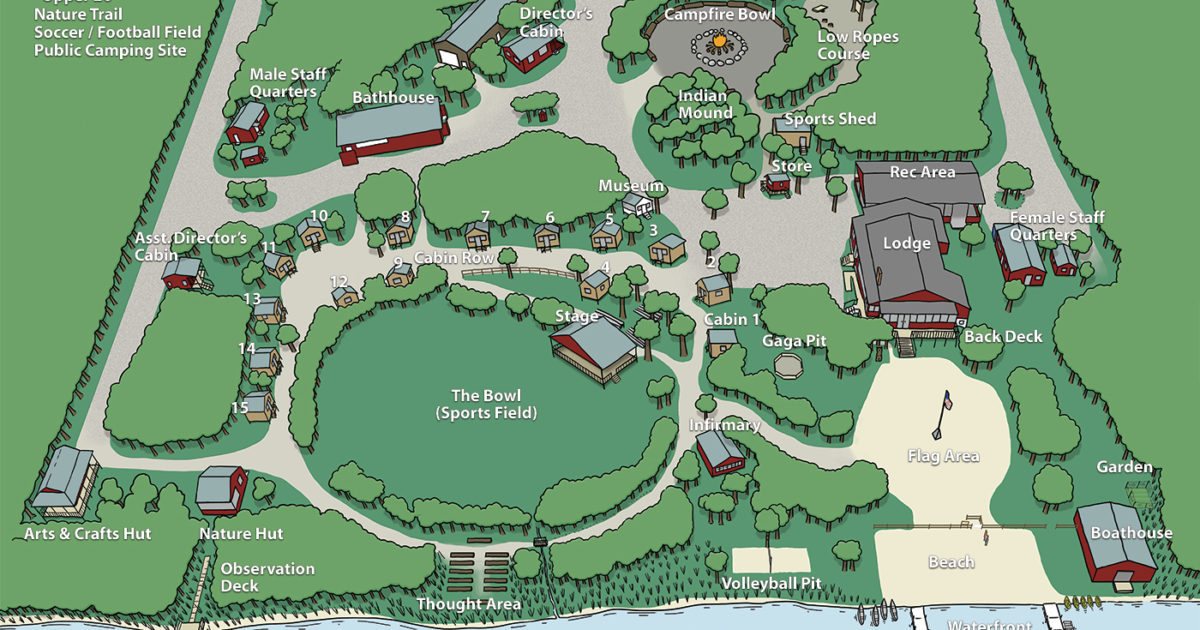 Nature Trail
Soccer / Football Field
Public Camping Site
Director's
Cabin
Campfire Bowl
Low Ropes
Course
Male Staff
Quarters
Bathhouse
Indian
Mound
Sports Shed
Store
Rec Area
Museum
Female Staff
Quarters
Lodge
Asst. Director's
Cabin
10
8
7
6
5
3
11
9
Cabin Row
4
2
12
13
Stage
Cabin 1
Gaga Pit
Back Deck
14
15
The Bowl
(Sports Field)
Infirmary
Flag Area
Garden
Arts & Crafts Hut
Nature Hut
Boathouse
Observation
Deck
Beach
Volleyball Pit
Thought Area
Waterfront